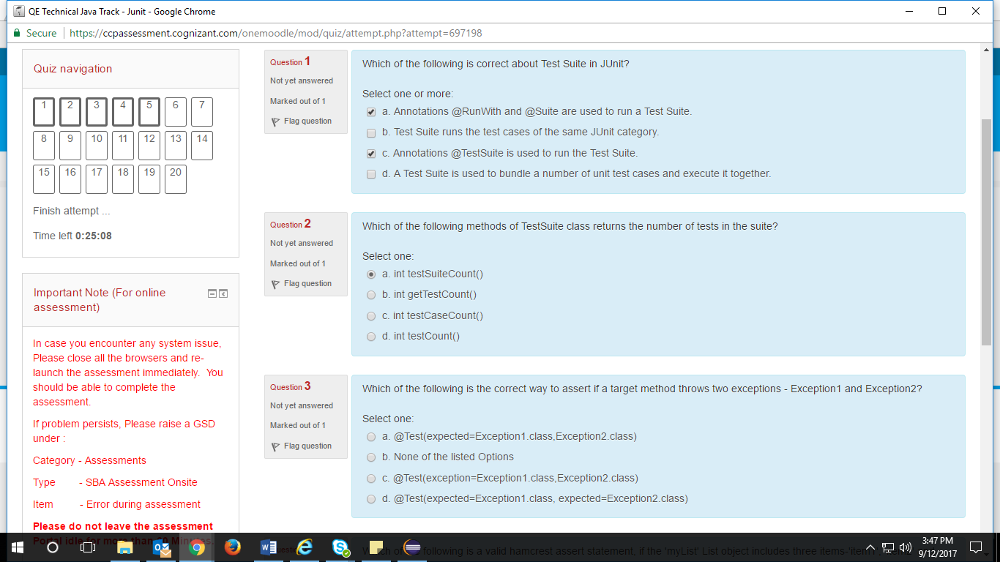 QE Technical Java Track - Junit - Google Chrome
Secure https://ccpassessment.cognizant.com/onemoodle/mod/quiz/attempt.php?attempt=697198
Quiz navigation
1 2 3 4 5 6 7
8 9 10 11 12 13 14
15 16 17 18 19 20
Finish attempt ...
Time left 0:25:08
Important Note (For online
assessment)
In case you encounter any system issue,
Please close all the browsers and re-
launch the assessment immediately. You
should be able to complete the
assessment.
If problem persists, Please raise a GSD
under :
Category - Assessments
Type - SBA Assessment Onsite
Item - Error during assessment
Please do not leave the assessment
Portal idle for more than Minutes.
Question 1
Not yet answered
Marked out of 1
Flag question
Which of the following is correct about Test Suite in JUnit?
Select one or more:
a. Annotations @RunWith and @Suite are used to run a Test Suite.
b. Test Suite runs the test cases of the same JUnit category.
c. Annotations @TestSuite is used to run the Test Suite.
d. A Test Suite is used to bundle a number of unit test cases and execute it together.
Question 2
Not yet answered
Marked out of 1
Flag question
Which of the following methods of TestSuite class returns the number of tests in the suite?
Select one:
a. int testSuiteCount()
b. int getTestCount()
c. int testCaseCount()
d. int testCount()
Question 3
Not yet answered
Marked out of 1
Flag question
Which of the following is the correct way to assert if a target method throws two exceptions - Exception1 and Exception2?
Select one:
a. @Test(expected=Exception1.class,Exception2.class)
b. None of the listed Options
c. @Test(exception=Exception1.class,Exception2.class)
d. @Test(expected=Exception1.class, expected=Exception2.class)
Which of the following is a valid hamcrest assert statement, if the 'myList' List object includes three items-'item1'
3:47 PM
9/12/2017